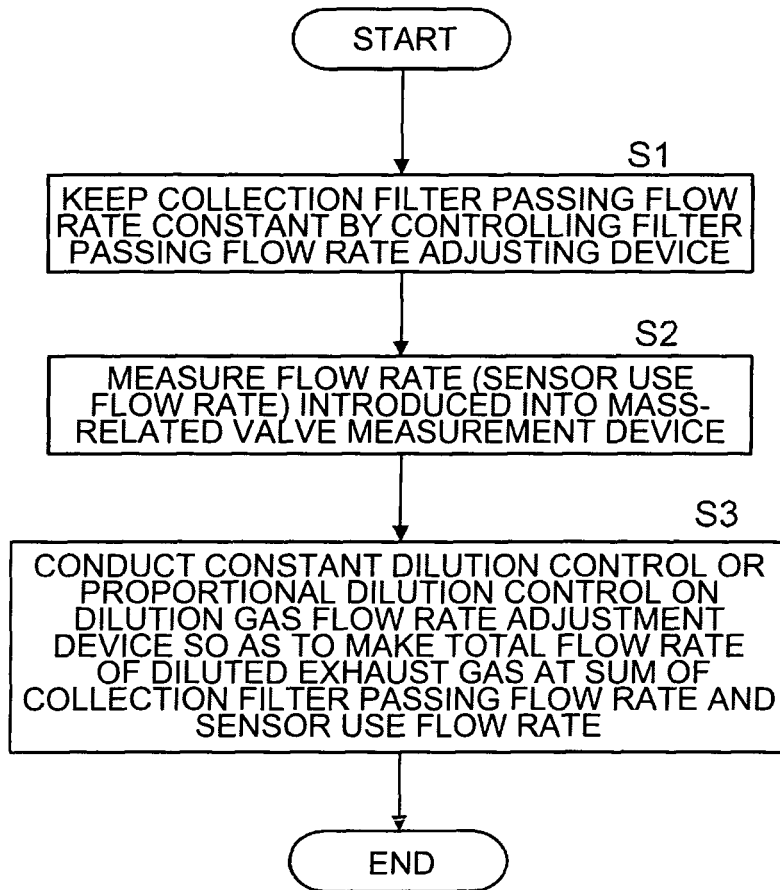 START
S1
KEEP COLLECTION FILTER PASSING FLOW
RATE CONSTANT BY CONTROLLING FILTER
PASSING FLOW RATE ADJUSTING DEVICE
S2
MEASURE FLOW RATE (SENSOR USE
FLOW RATE) INTRODUCED INTO MASS-
RELATED VALVE MEASUREMENT DEVICE
S3
CONDUCT CONSTANT DILUTION CONTROL OR
PROPORTIONAL DILUTION CONTROL ON
DILUTION GAS FLOW RATE ADJUSTMENT
DEVICE SO AS TO MAKE TOTAL FLOW RATE
OF DILUTED EXHAUST GAS AT SUM OF
COLLECTION FILTER PASSING FLOW RATE AND
SENSOR USE FLOW RATE
END